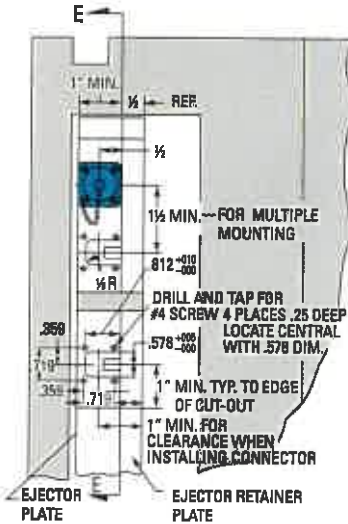 E
1" MIN.
½ REF.
½
1½ MIN.—FOR MULTIPLE
MOUNTING
.812 +.010
-.000
⅛ R
DRILL AND TAP FOR
#4 SCREW 4 PLACES .25 DEEP
LOCATE CENTRAL
WITH .578 DIM.
.359
.578 +.005
-.000
.719
.359
.71
1" MIN. TYP. TO EDGE
OF CUT-OUT
1" MIN. FOR
CLEARANCE WHEN
INSTALLING CONNECTOR
E
EJECTOR
PLATE
EJECTOR RETAINER
PLATE